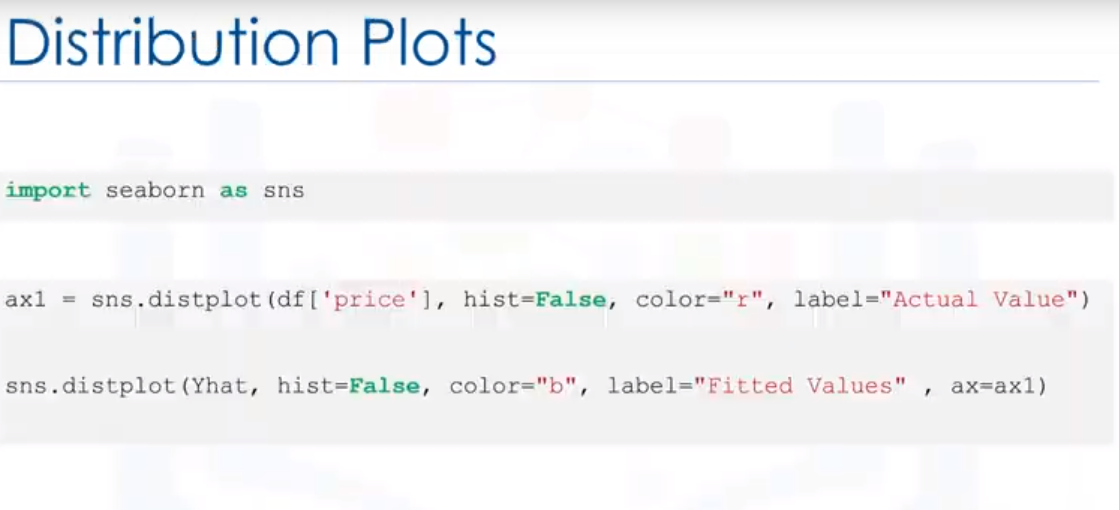 Distribution Plots
import seaborn as sns
ax1 = sns.distplot(df['price'], hist=False, color="r", label="Actual Value")
sns.distplot(Yhat, hist=False, color="b", label="Fitted Values" , ax=ax1)